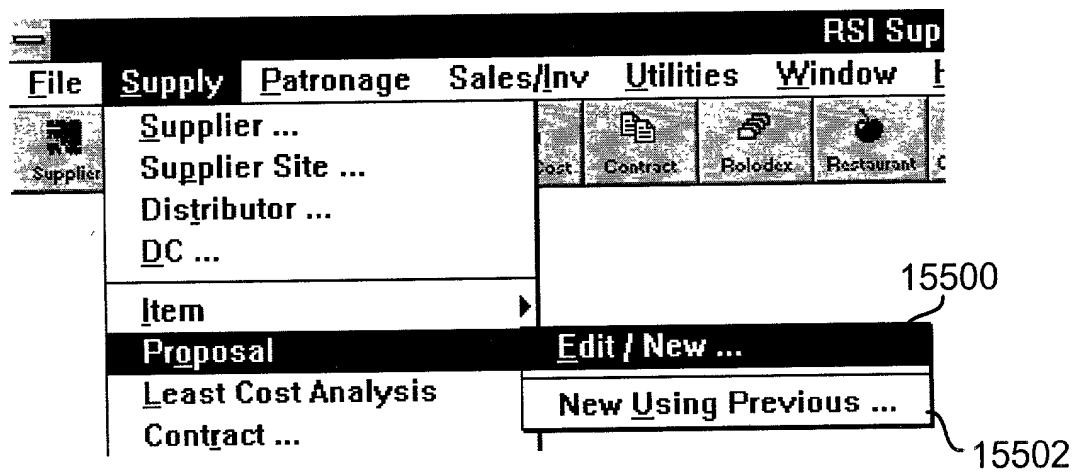 RSI Sup
File Supply Patronage Sales/Inv Utilities Window H
Supplier Cost Contract Rolodex Restaurant
Supplier ...
Supplier Site ...
Distributor ...
DC ...
Item
Proposal
Least Cost Analysis
Contract ...
15500
Edit / New ...
New Using Previous ...
15502